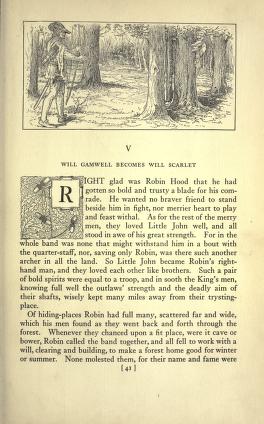 V
WILL GAMWELL BECOMES WILL SCARLET
RIGHT glad was Robin Hood that he had
gotten so bold and trusty a blade for his com-
rade. He wanted no braver friend to stand
beside him in fight, nor merrier heart to play
and feast withal. As for the rest of the merry
men, they loved Little John well, and all
stood in awe of his great strength. For in the
whole band was none that might withstand him in a bout with
the quarter-staff, nor, saving only Robin, was there such another
archer in all the land. So Little John became Robin's right-
hand man, and they loved each other like brothers. Such a pair
of bold spirits were equal to a troop, and in sooth the King's men,
knowing full well the outlaws' strength and the deadly aim of
their shafts, wisely kept many miles away from their trysting-
place.
Of hiding-places Robin had full many, scattered far and wide,
which his men found as they went back and forth through the
forest. Whenever they chanced upon a fit place, were it cave or
bower, Robin called the band together, and all fell to work with a
will, clearing and building, to make a forest home good for winter
or summer. None molested them, for their name and fame were
[41]